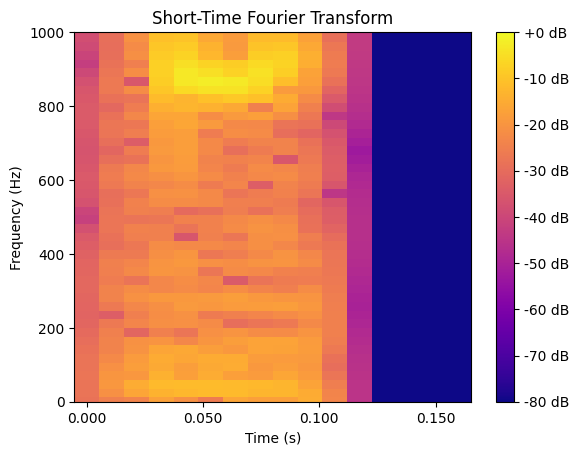 Short-Time Fourier Transform
1000
800
600
400
200
0
Frequency (Hz)
0.000
0.050
0.100
0.150
Time (s)
+0 dB
-10 dB
-20 dB
-30 dB
-40 dB
-50 dB
-60 dB
-70 dB
-80 dB